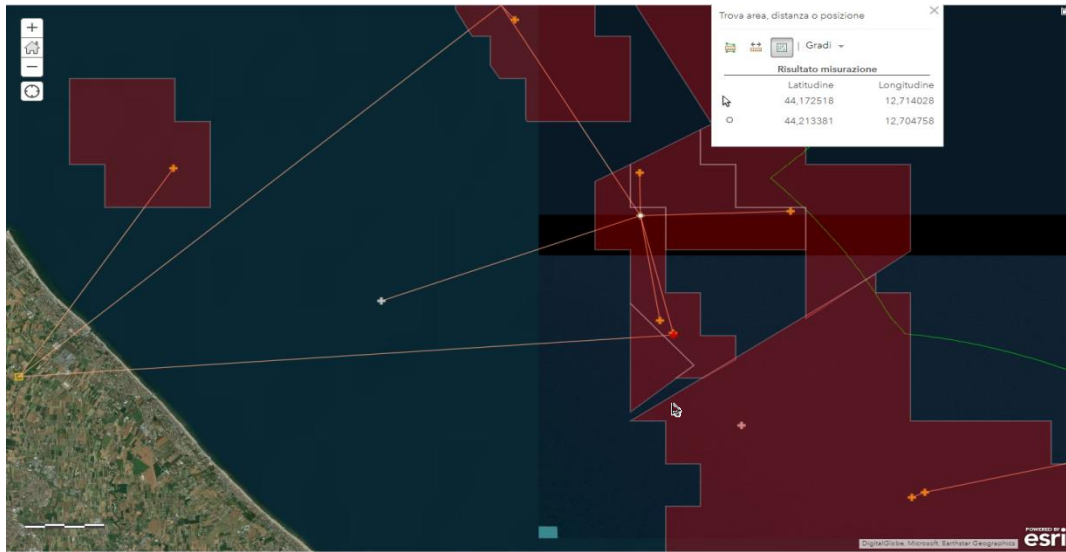 Trova area, distanza o posizione
Gradi
Risultato misurazione
Latitudine Longitudine
44,172518 12,714028
44,213381 12,704758
DigitalGlobe, Microsoft, Earthstar Geographics
POWERED BY
esri